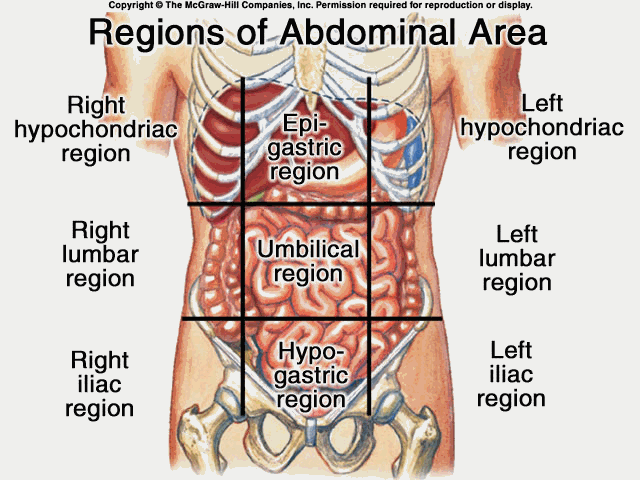 Copyright © The McGraw-Hill Companies, Inc. Permission required for reproduction or display.
Regions of Abdominal Area
Right
hypochondriac
region
Epi-
gastric
region
Left
hypochondriac
region
Right
lumbar
region
Umbilical
region
Left
lumbar
region
Right
iliac
region
Hypo-
gastric
region
Left
iliac
region